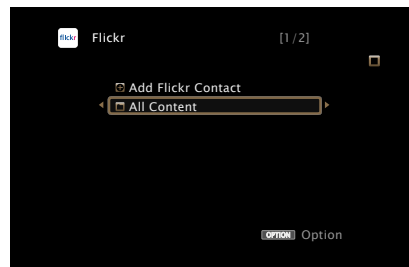 flickr Flickr [1/2]
Add Flickr Contact
All Content
OPTION Option